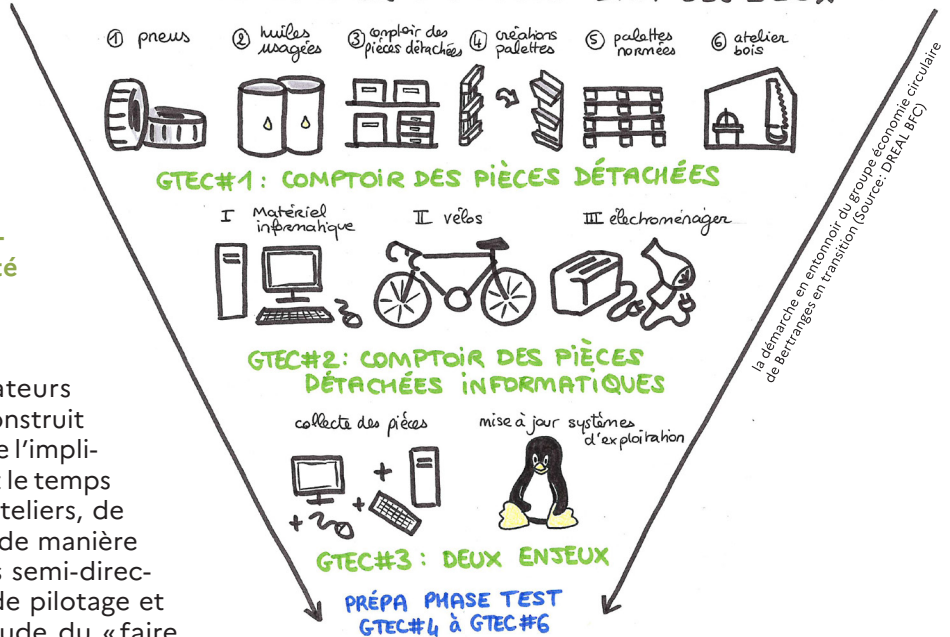 ① pneus
② huiles
usagées
③ comptoir des
pièces détachées
④ créations
palettes
⑤ palettes
normées
⑥ atelier
bois
GTEC#1 : COMPTOIR DES PIÈCES DÉTACHÉES
I Matériel
informatique
II vélos
III électroménager
GTEC#2 : COMPTOIR DES PIÈCES
DÉTACHÉES INFORMATIQUES
collecte des pièces
mise à jour systèmes
d'exploitation
GTEC#3 : DEUX ENJEUX
PRÉPA PHASE TEST
GTEC#4 à GTEC#6
la démarche en entonnoir du groupe économie circulaire
de Bertranges en transition (Source: DREAL BFC)
té
ateurs
onstruit
e l'impli-
t le temps
teliers, de
de manière
s semi-direc-
de pilotage et
ude du « faire